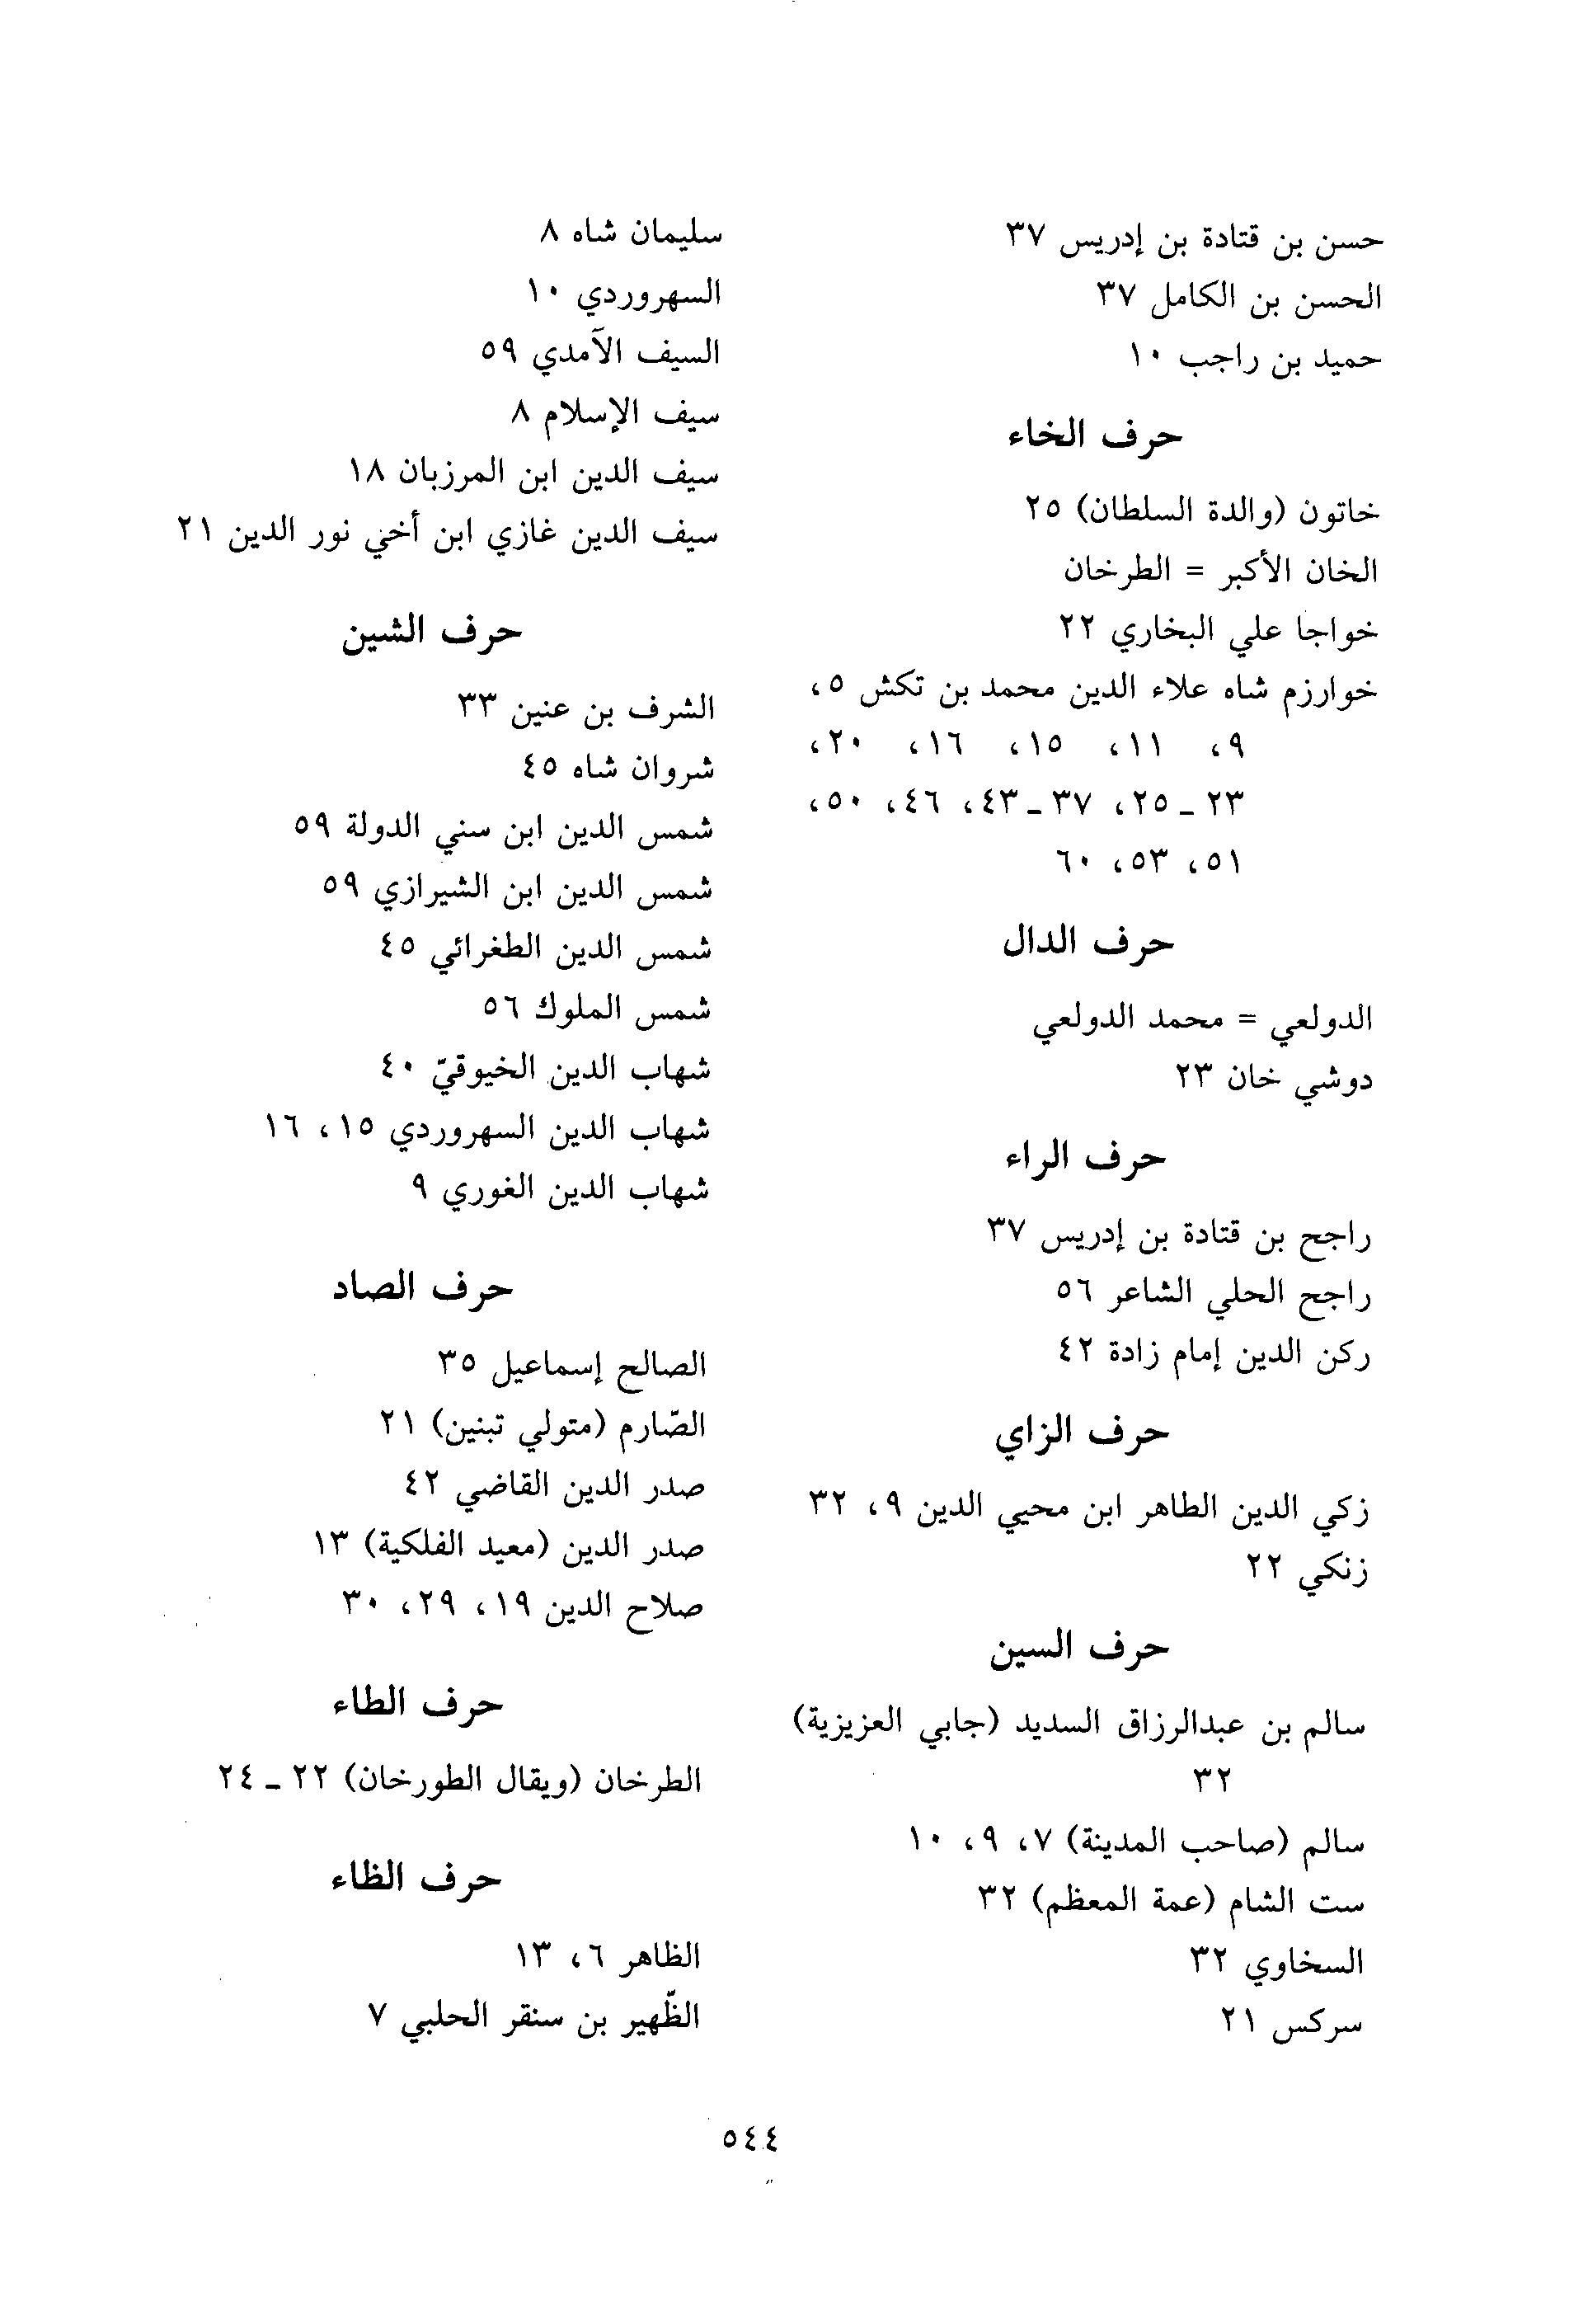 حسن بن قتادة بن إدريس ٣٧
الحسن بن الكامل ٣٧
حميد بن راجب ١٠
حرف الخاء
خاتون (والدة السلطان) ٢٥
الخان الأكبر = الطرخان
خواجا علي البخاري ٢٢
خوارزم شاه علاء الدين محمد بن تكش ٥،
٩، ١١، ١٥، ١٦، ٢٠،
٢٣ ـ ٢٥، ٣٧ ـ ٤٣، ٤٦، ٥٠،
٥١، ٥٣، ٦٠
حرف الدال
الدولعي = محمد الدولعي
دوشي خان ٢٣
حرف الراء
راجح بن قتادة بن إدريس ٣٧
راجح الحلي الشاعر ٥٦
ركن الدين إمام زادة ٤٢
حرف الزاي
زكي الدين الطاهر ابن محيي الدين ٩، ٣٢
زنكي ٢٢
حرف السين
سالم بن عبدالرزاق السديد (جابي العزيزية)
٣٢
سالم (صاحب المدينة) ٧، ٩، ١٠
ست الشام (عمة المعظم) ٣٢
السخاوي ٣٢
سركس ٢١
سليمان شاه ٨
السهروردي ١٠
السيف الآمدي ٥٩
سيف الإسلام ٨
سيف الدين ابن المرزبان ١٨
سيف الدين غازي ابن أخي نور الدين ٢١
حرف الشين
الشرف بن عنين ٣٣
شروان شاه ٤٥
شمس الدين ابن سني الدولة ٥٩
شمس الدين ابن الشيرازي ٥٩
شمس الدين الطغرائي ٤٥
شمس الملوك ٥٦
شهاب الدين الخيوقيّ ٤٠
شهاب الدين السهروردي ١٥، ١٦
شهاب الدين الغوري ٩
حرف الصاد
الصالح إسماعيل ٣٥
الصّارم (متولي تبنين) ٢١
صدر الدين القاضي ٤٢
صدر الدين (معيد الفلكية) ١٣
صلاح الدين ١٩، ٢٩، ٣٠
حرف الطاء
الطرخان (ويقال الطورخان) ٢٢ ـ ٢٤
حرف الظاء
الظاهر ٦، ١٣
الظّهير بن سنقر الحلبي ٧
٥٤٤